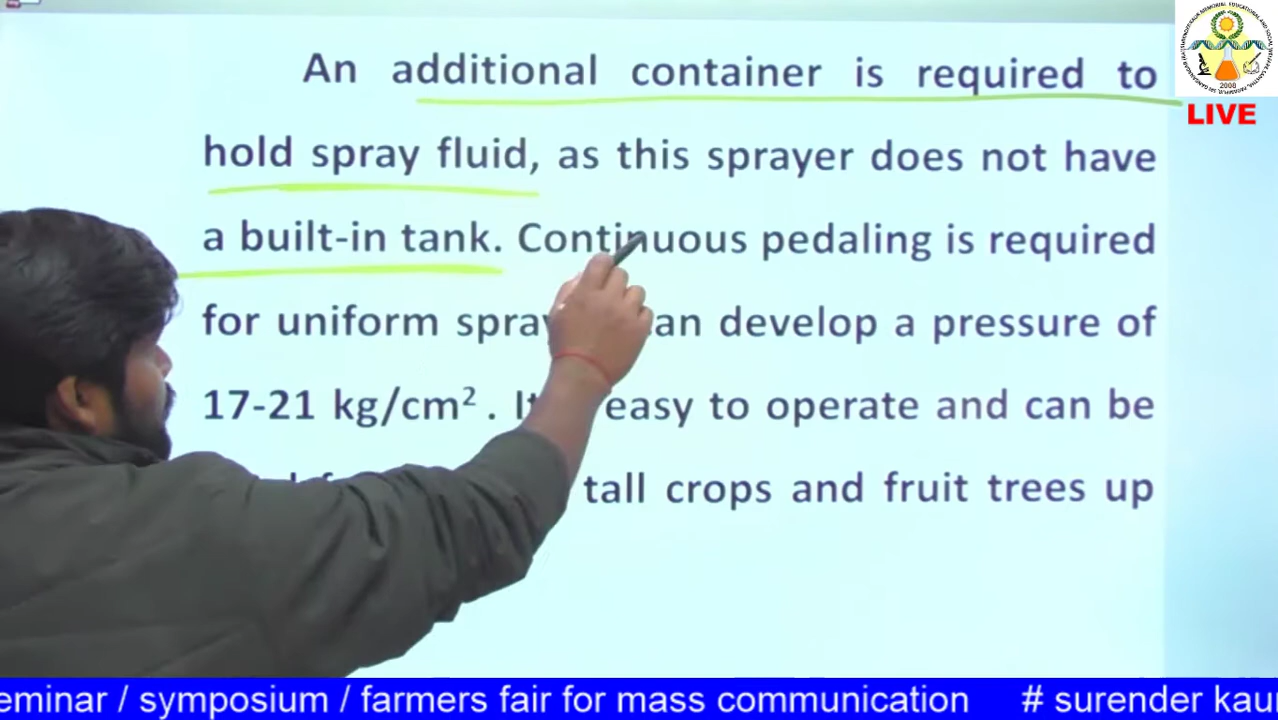 An additional container is required to
hold spray fluid, as this sprayer does not have
a built-in tank. Continuous pedaling is required
for uniform an develop a pressure of
17-21 kg/cm². easy to operate and can be
tall crops and fruit trees up
LIVE
2008
eminar / symposium / farmers fair for mass communication # surender kau